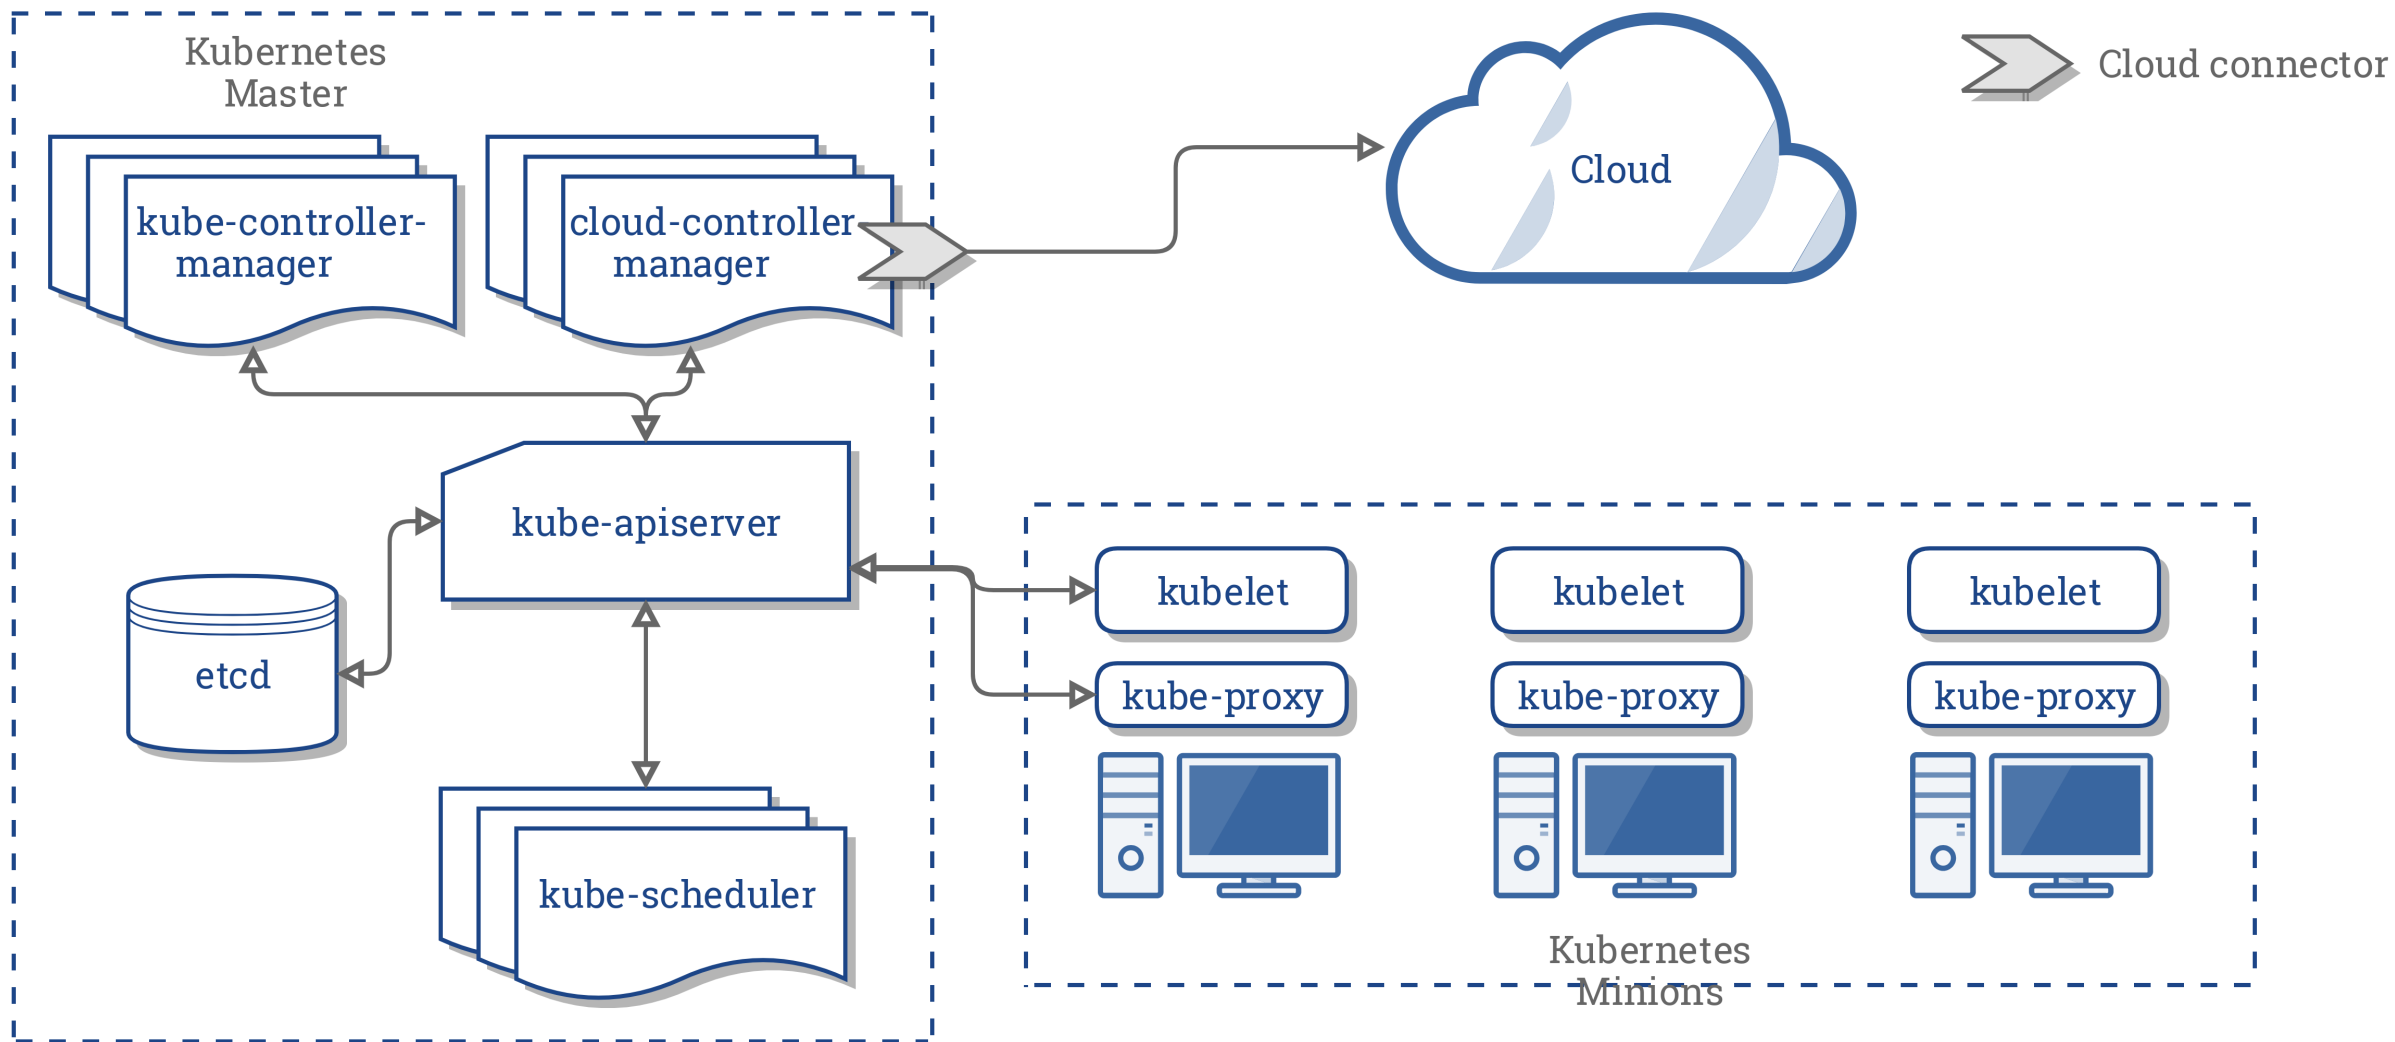 Kubernetes
Master
Cloud connector
kube-controller-
manager
cloud-controller
manager
Cloud
kube-apiserver
etcd
kube-scheduler
kubelet
kubelet
kubelet
kube-proxy
kube-proxy
kube-proxy
Kubernetes
Minions